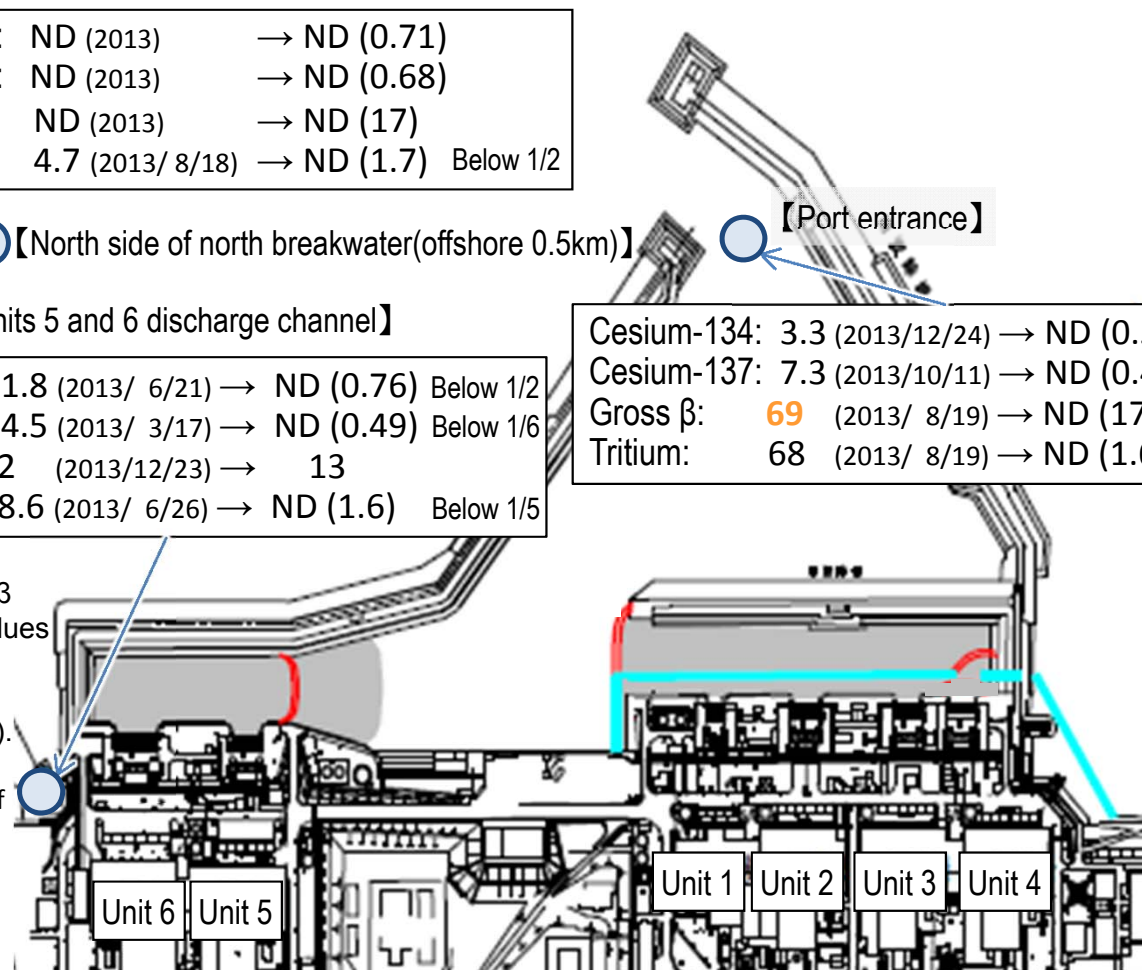 : ND (2013) → ND (0.71)
: ND (2013) → ND (0.68)
ND (2013) → ND (17)
4.7 (2013/ 8/18) → ND (1.7) Below 1/2
【Port entrance】
【North side of north breakwater(offshore 0.5km)】
nits 5 and 6 discharge channel】
1.8 (2013/ 6/21) → ND (0.76) Below 1/2
4.5 (2013/ 3/17) → ND (0.49) Below 1/6
2 (2013/12/23) → 13
8.6 (2013/ 6/26) → ND (1.6) Below 1/5
Cesium-134: 3.3 (2013/12/24) → ND (0.
Cesium-137: 7.3 (2013/10/11) → ND (0.4
Gross β: 69 (2013/ 8/19) → ND (17
Tritium: 68 (2013/ 8/19) → ND (1.6
3
lues
).
f
Unit 6
Unit 5
Unit 1
Unit 2
Unit 3
Unit 4